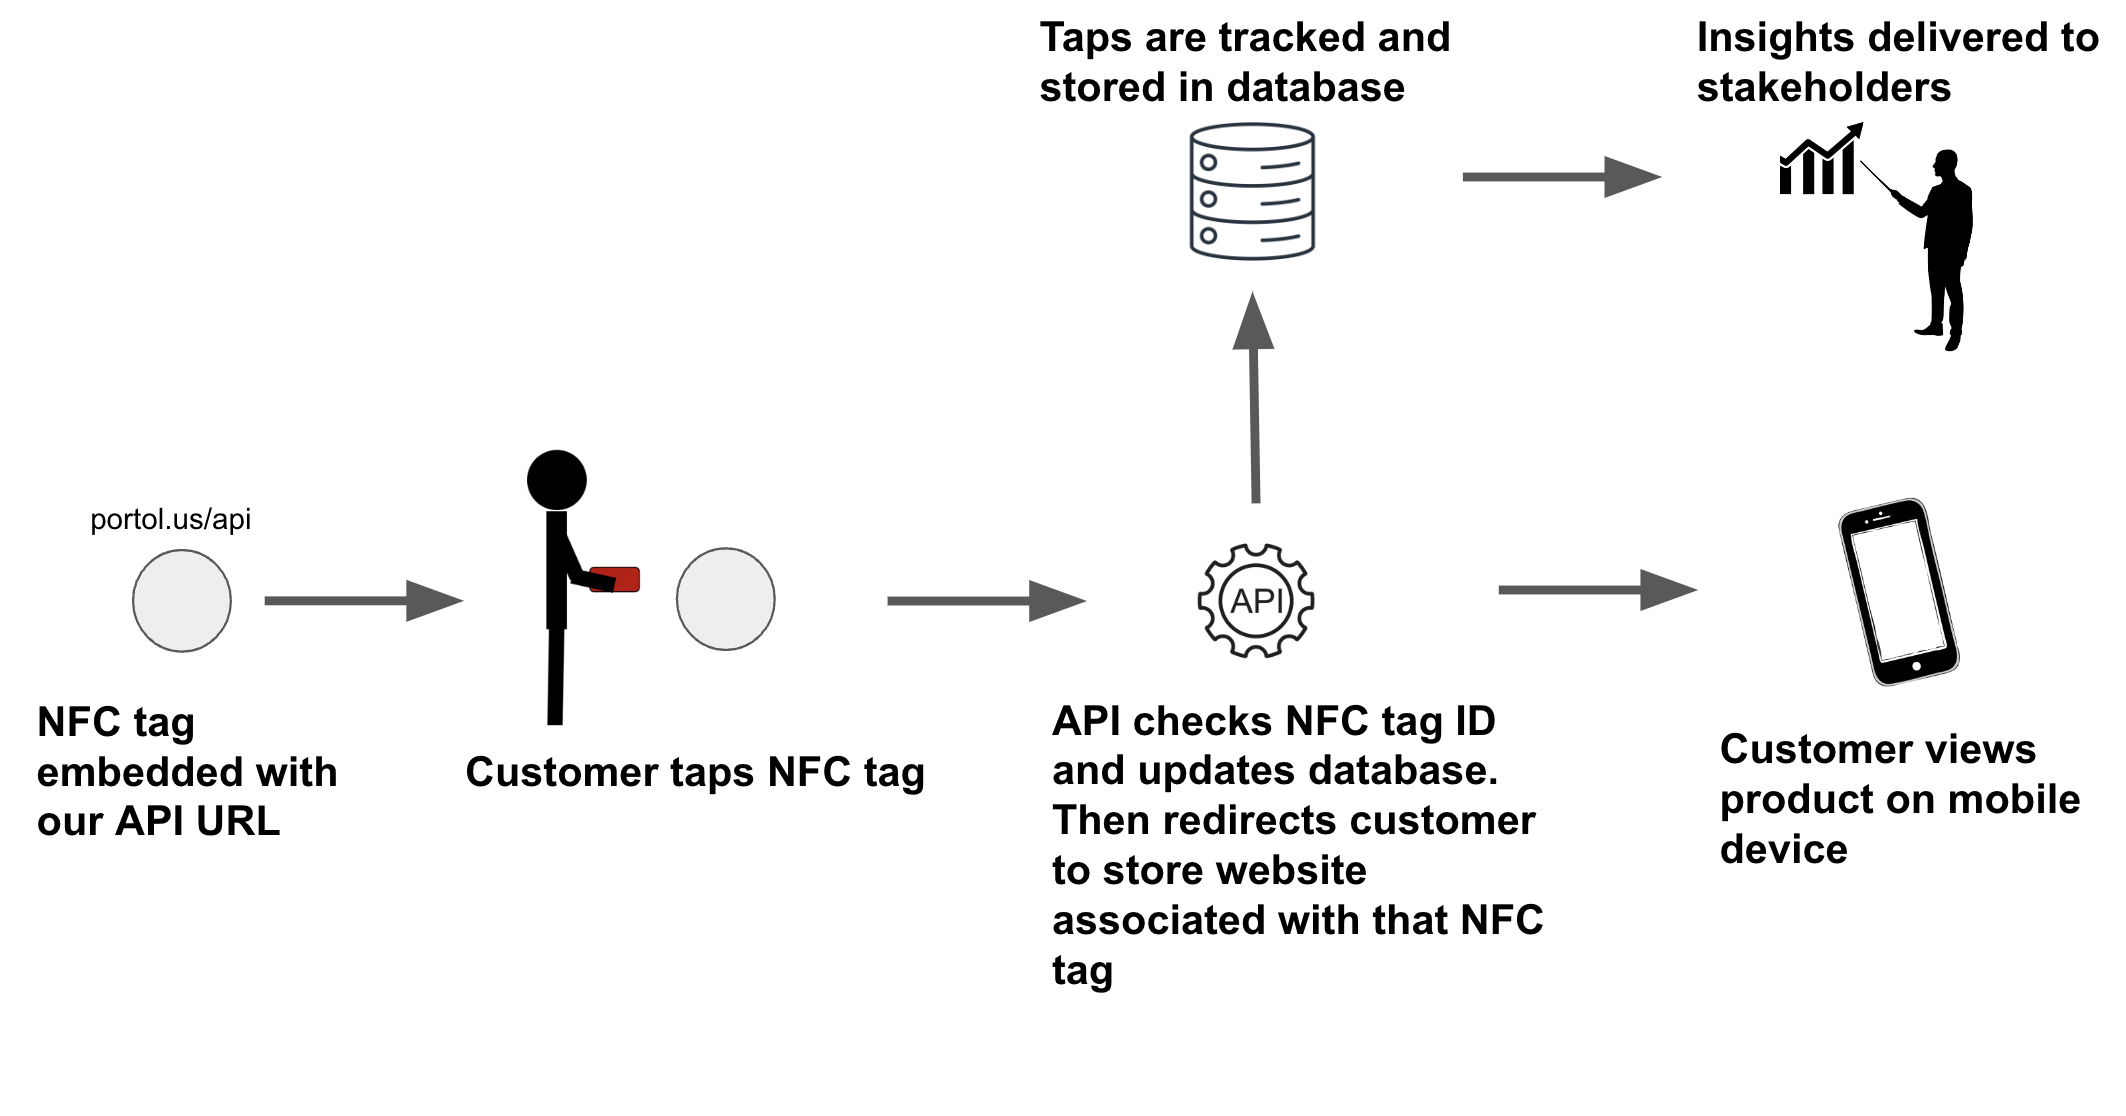 Taps are tracked and
stored in database
Insights delivered to
stakeholders
portol.us/api
API
NFC tag
embedded with
our API URL
Customer taps NFC tag
API checks NFC tag ID
and updates database.
Then redirects customer
to store website
associated with that NFC
tag
Customer views
product on mobile
device